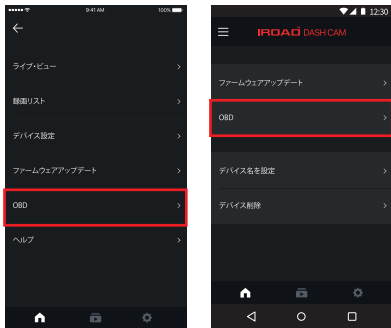 9:41 AM
100%
ライブ・ビュー
録画リスト
デバイス設定
ファームウェアアップデート
OBD
ヘルプ
12:30
IROAD DASH CAM
ファームウェアアップデート
OBD
デバイス名を設定
デバイス削除